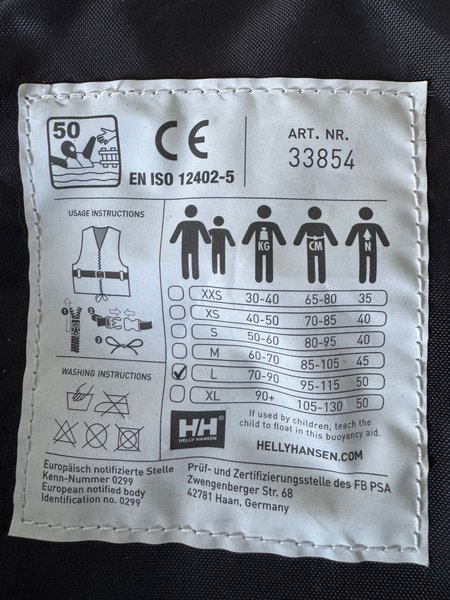 50
CE
EN ISO 12402-5
ART. NR.
33854
USAGE INSTRUCTIONS
1
2
3
KG CM N
XXS 30-40 65-80 35
XS 40-50 70-85 40
S 50-60 80-95 40
M 60-70 85-105 45
L 70-90 95-115 50
XL 90+ 105-130 50
WASHING INSTRUCTIONS
HH
HELLY HANSEN
If used by children, teach the
child to float in this buoyancy aid.
HELLYHANSEN.COM
Europäisch notifizierte Stelle
Kenn-Nummer 0299
European notified body
Identification no. 0299
Prüf- und Zertifizierungsstelle des FB PSA
Zwengenberger Str. 68
42781 Haan, Germany